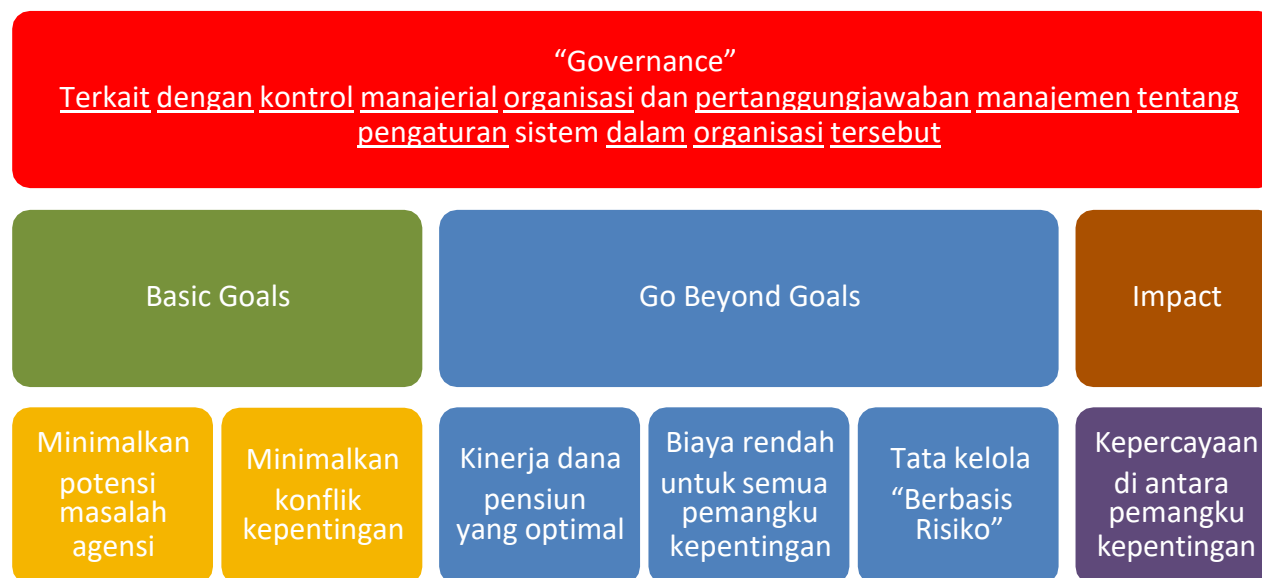 “Governance”
Terkait dengan kontrol manajerial organisasi dan pertanggungjawaban manajemen tentang
pengaturan sistem dalam organisasi tersebut
Basic Goals
Go Beyond Goals
Impact
Minimalkan
potensi
masalah
agensi
Minimalkan
konflik
kepentingan
Kinerja dana
pensiun
yang optimal
Biaya rendah
untuk semua
pemangku
kepentingan
Tata kelola
“Berbasis
Risiko”
Kepercayaan
di antara
pemangku
kepentingan